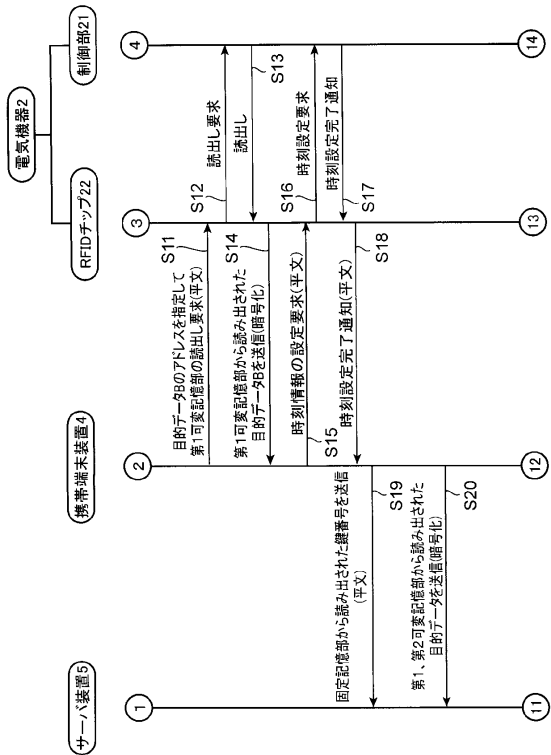 電気機器2
サーバ装置5
携帯端末装置4
RFIDチップ22
制御部21
1
2
3
4
目的データBのアドレスを指定して
第1可変記憶部の読出し要求(平文)
S11
S12
読出し要求
読出し
S13
第1可変記憶部から読み出された
目的データBを送信(暗号化)
S14
時刻情報の設定要求(平文)
S15
S16
時刻設定要求
時刻設定完了通知
S17
時刻設定完了通知(平文)
S18
固定記憶部から読み出された鍵番号を送信
(平文)
S19
第1、第2可変記憶部から読み出された
目的データを送信(暗号化)
S20
11
12
13
14